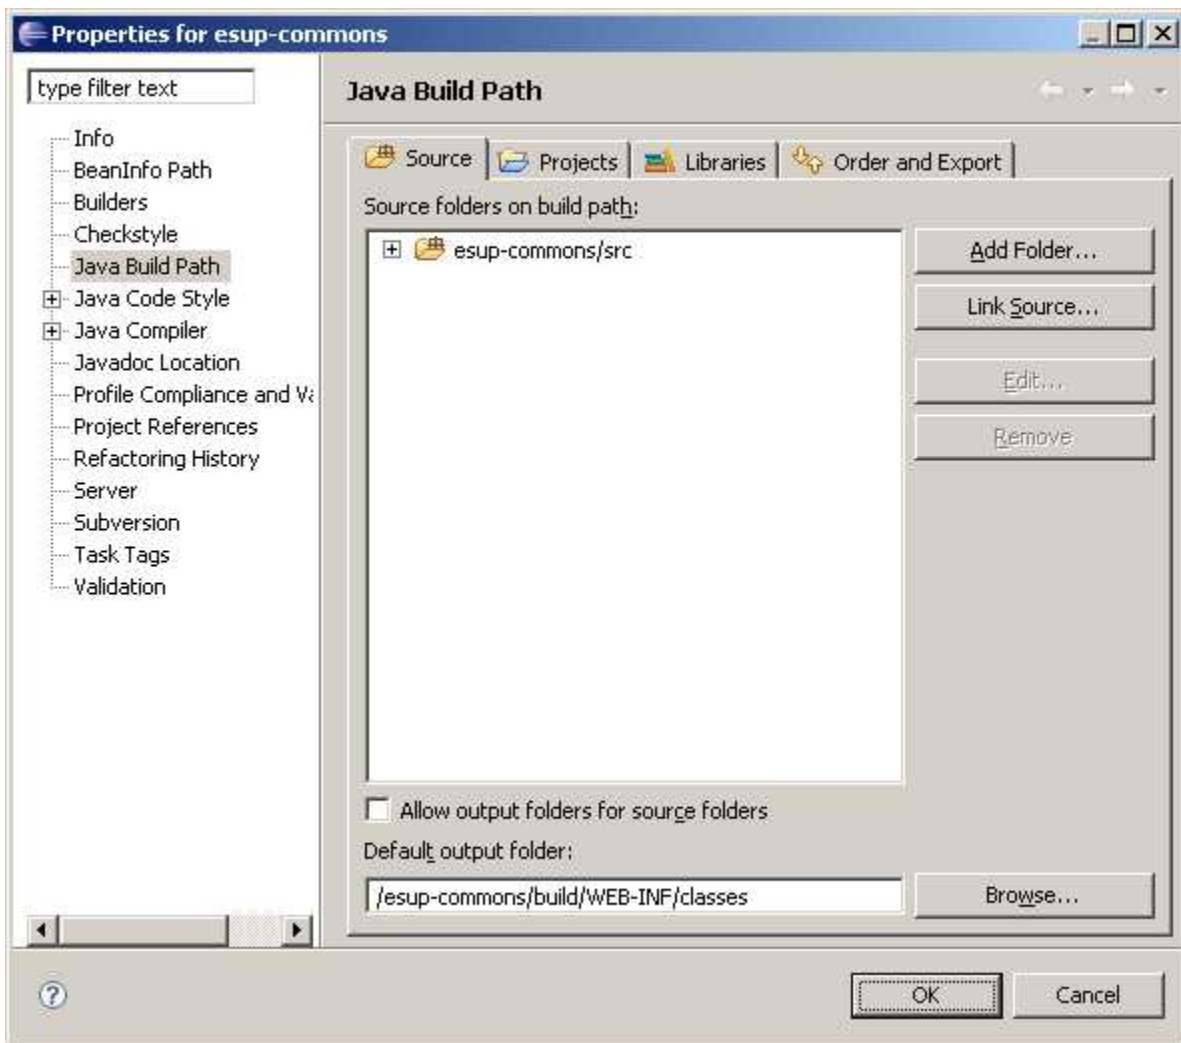 Properties for esup-commons
type filter text
Info
BeanInfo Path
Builders
Checkstyle
Java Build Path
Java Code Style
Java Compiler
Javadoc Location
Profile Compliance and Va
Project References
Refactoring History
Server
Subversion
Task Tags
Validation
Java Build Path
Source Projects Libraries Order and Export
Source folders on build path:
esup-commons/src
Add Folder...
Link Source...
Edit...
Remove
Allow output folders for source folders
Default output folder:
/esup-commons/build/WEB-INF/classes
Browse...
OK Cancel